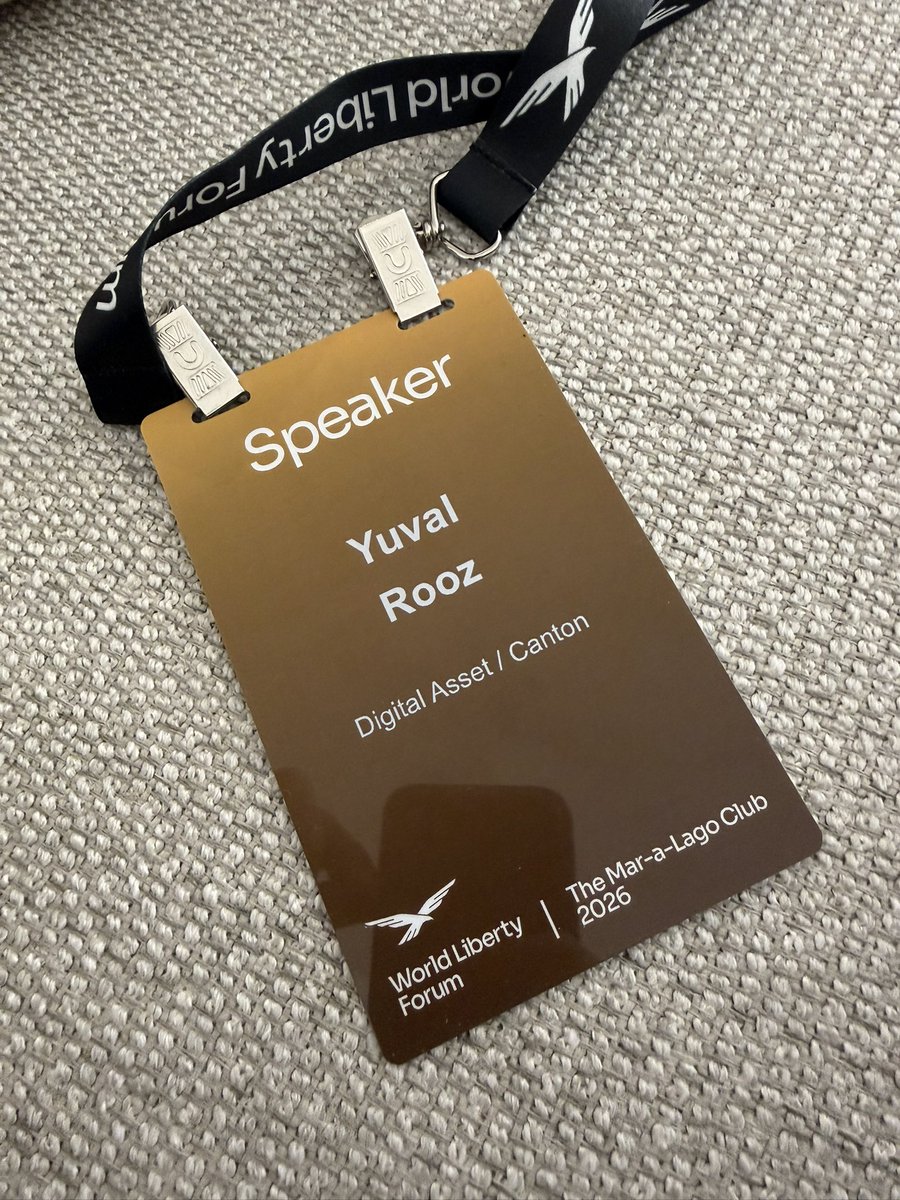 World Liberty Forum
Speaker
Yuval
Rooz
Digital Asset / Canton
World Liberty
Forum
The Mar-a-Lago Club
2026